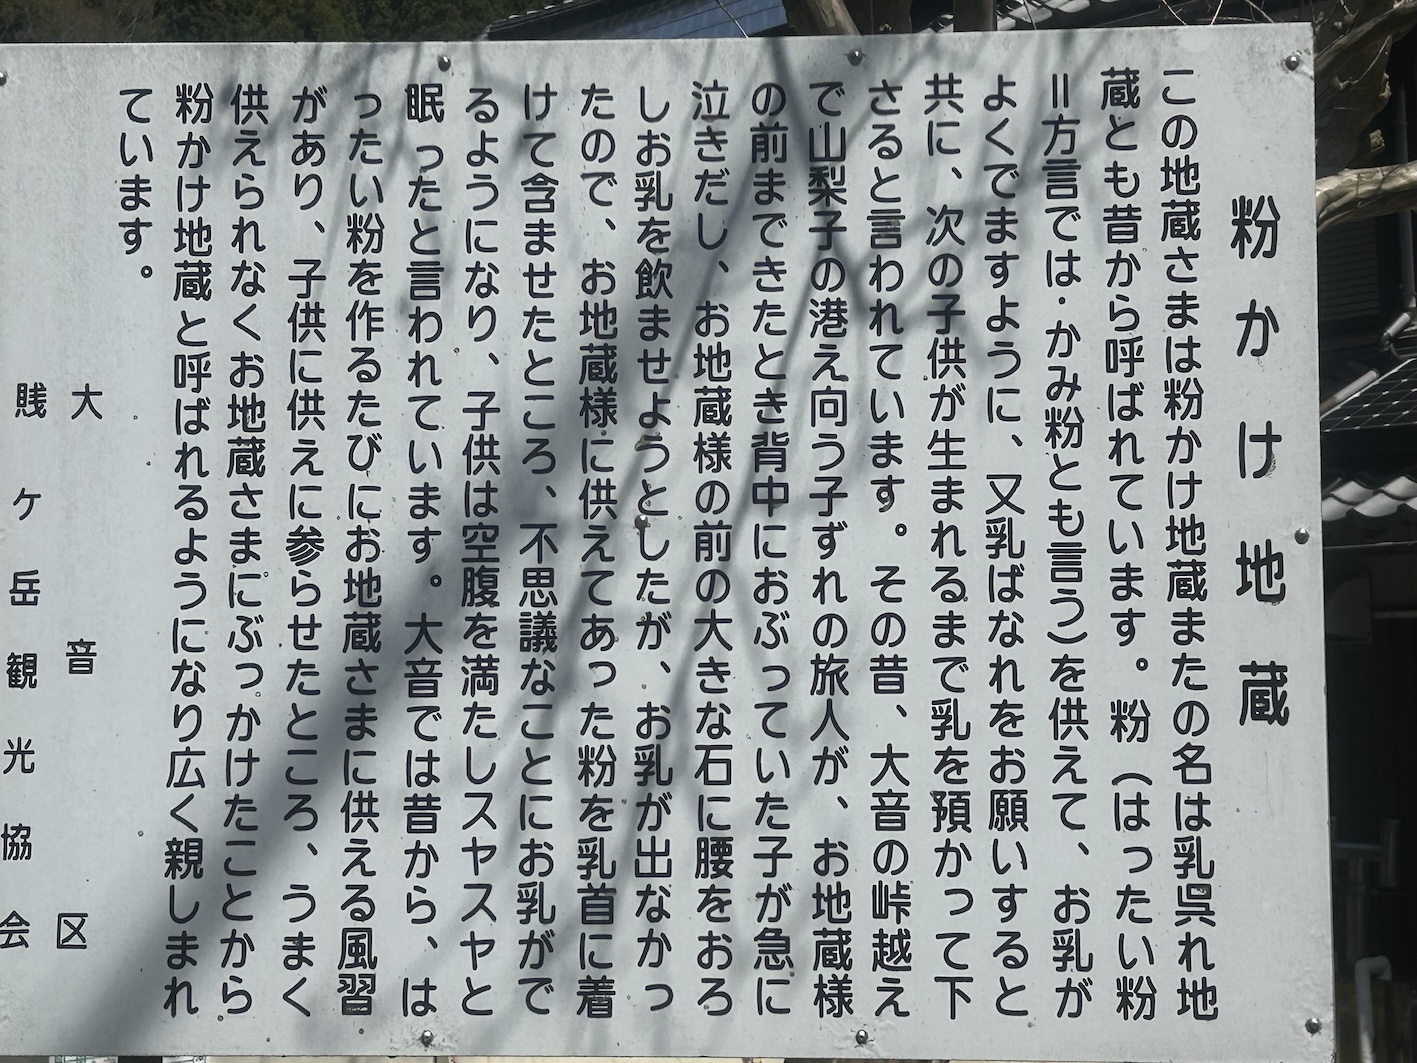 粉かけ地蔵
この地蔵さまは粉かけ地蔵またの名は乳呉れ地
蔵とも昔から呼ばれています。粉（はったい粉
＝方言では・かみ粉とも言う）を供えて、お乳が
よくでますように、又乳ばなれをお願いすると
共に、次の子供が生まれるまで乳を預かって下
さると言われています。その昔、大音の峠越え
で山梨子の港え向う子ずれの旅人が、お地蔵様
の前まできたとき背中におぶっていた子が急に
泣きだし、お地蔵様の前の大きな石に腰をおろ
しお乳を飲ませようとしたが、お乳が出なかっ
たので、お地蔵様に供えてあった粉を乳首に着
けて含ませたところ、不思議なことにお乳がで
るようになり、子供は空腹を満たしスヤスヤと
眠ったと言われています。大音では昔から、は
ったい粉を作るたびにお地蔵さまに供える風習
があり、子供に供えに参らせたところ、うまく
供えられなくお地蔵さまにぶっかけたことから
粉かけ地蔵と呼ばれるようになり広く親しまれ
ています。
大音区
賎ケ岳観光協会